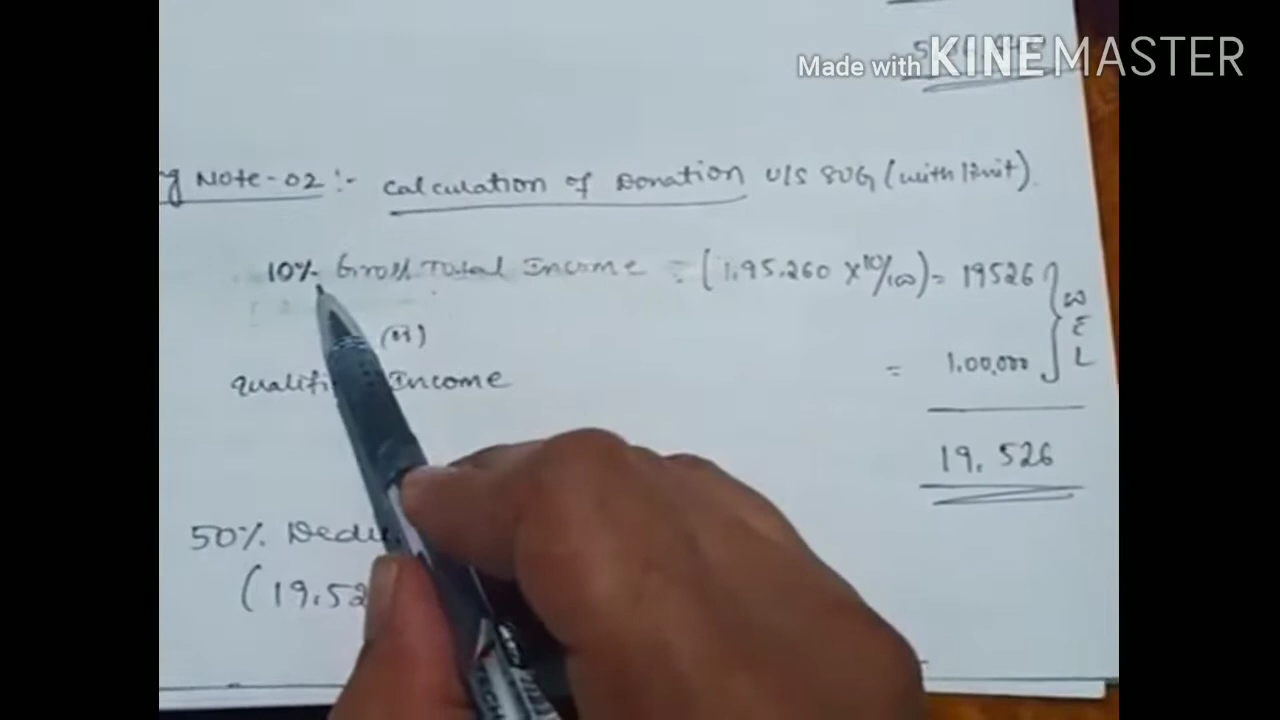 Made with KINEMASTER
g Note-02:- Calculation of Donation U/S 80G (with limit).
10% Gross Total Income = (1,95,260 x 10/100) = 19526
(or)
W E L
Income = 1,00,000
19,526
50% Dedu
(19,52